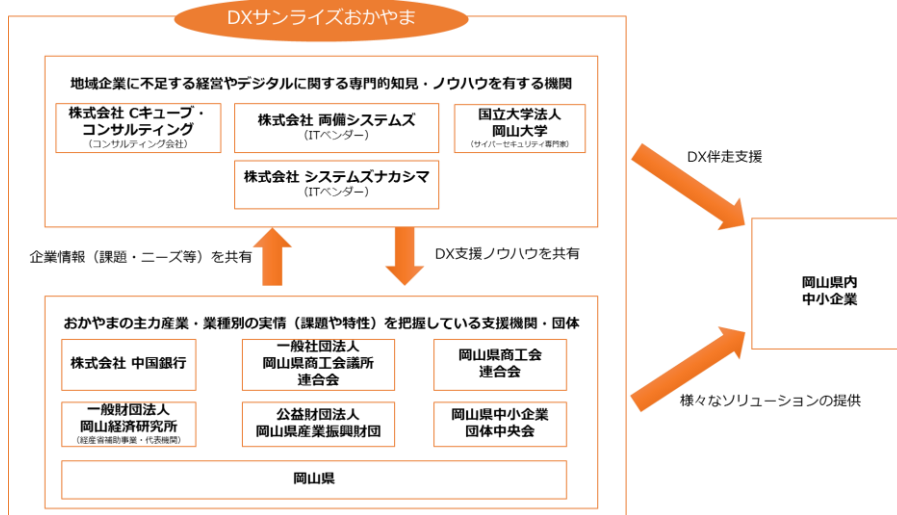 DXサンライズおかやま
地域企業に不足する経営やデジタルに関する専門的知見・ノウハウを有する機関
株式会社 Cキューブ・
コンサルティング
（コンサルティング会社）
株式会社 両備システムズ
（ITベンダー）
国立大学法人
岡山大学
（サイバーセキュリティ専門家）
株式会社 システムズナカシマ
（ITベンダー）
DX伴走支援
企業情報（課題・ニーズ等）を共有
DX支援ノウハウを共有
岡山県内
中小企業
おかやまの主力産業・業種別の実情（課題や特性）を把握している支援機関・団体
株式会社 中国銀行
一般社団法人
岡山県商工会議所
連合会
岡山県商工会
連合会
一般財団法人
岡山経済研究所
（経産省補助事業・代表機関）
公益財団法人
岡山県産業振興財団
岡山県中小企業
団体中央会
様々なソリューションの提供
岡山県